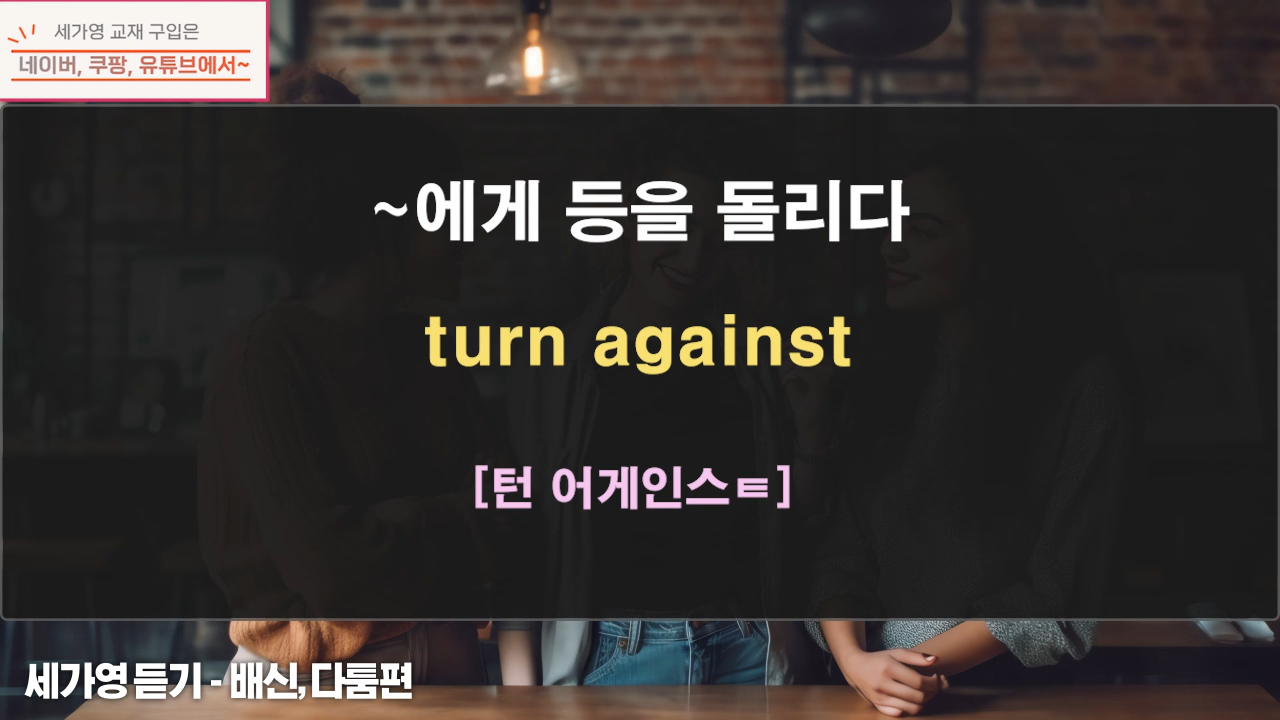 세가영 교재 구입은
네이버, 쿠팡, 유튜브에서~
~에게 등을 돌리다
turn against
[턴 어게인스ㅌ]
세가영 듣기 - 배신, 다툼편